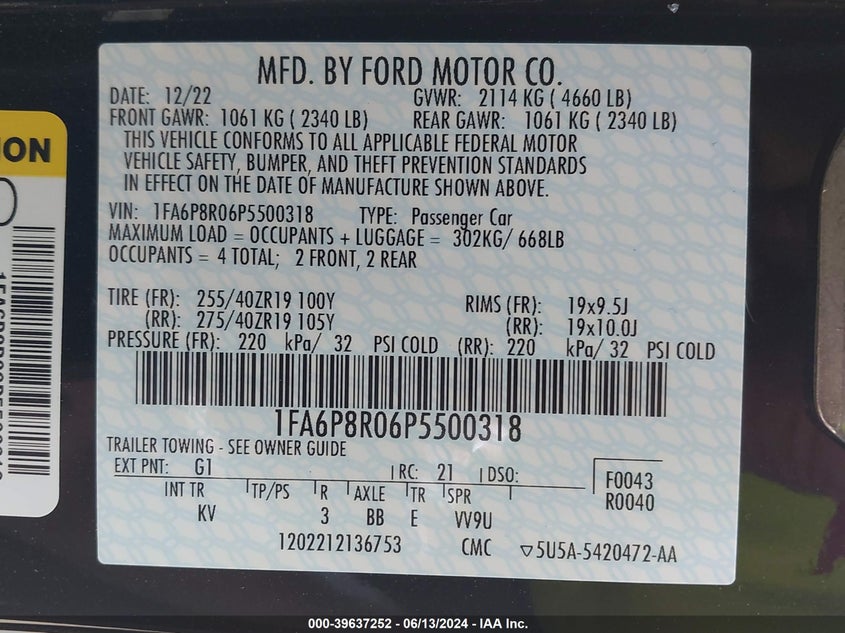 MFD. BY FORD MOTOR CO.
DATE: 12/22 GVWR: 2114 KG ( 4660 LB)
FRONT GAWR: 1061 KG ( 2340 LB) REAR GAWR: 1061 KG ( 2340 LB)
THIS VEHICLE CONFORMS TO ALL APPLICABLE FEDERAL MOTOR
VEHICLE SAFETY, BUMPER, AND THEFT PREVENTION STANDARDS
IN EFFECT ON THE DATE OF MANUFACTURE SHOWN ABOVE.
VIN: 1FA6P8R06P5500318 TYPE: Passenger Car
MAXIMUM LOAD = OCCUPANTS + LUGGAGE = 302KG/ 668LB
OCCUPANTS = 4 TOTAL; 2 FRONT, 2 REAR
TIRE (FR): 255/40ZR19 100Y RIMS (FR): 19x9.5J
(RR): 275/40ZR19 105Y (RR): 19x10.0J
PRESSURE (FR): 220 kPa/ 32 PSI COLD (RR): 220 kPa/ 32 PSI COLD
1FA6P8R06P5500318
TRAILER TOWING - SEE OWNER GUIDE
EXT PNT: G1 RC: 21 DSO: F0043
R0040
INT TR TP/PS R AXLE TR SPR
KV 3 BB E VV9U
1202212136753 CMC ▽5U5A-5420472-AA
ION
000-39637252 - 06/13/2024 - IAA Inc.